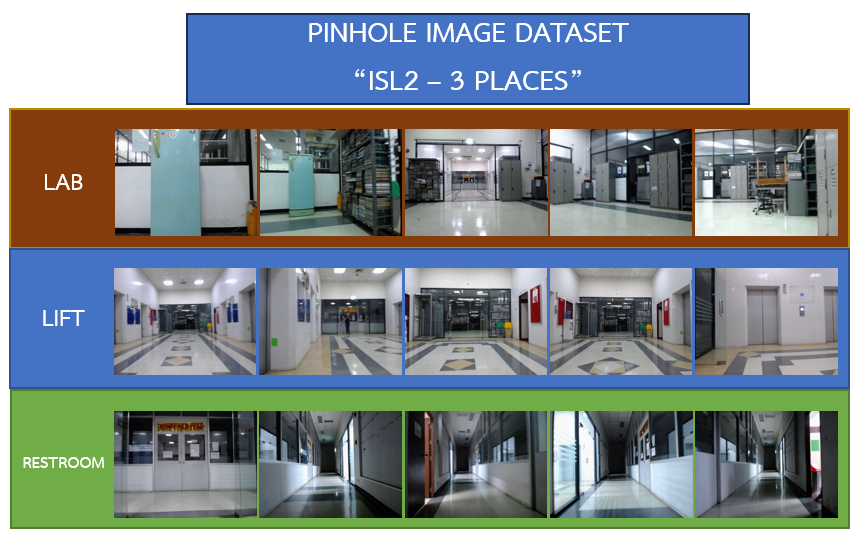 PINHOLE IMAGE DATASET
“ISL2 – 3 PLACES”
LAB
LIFT
RESTROOM